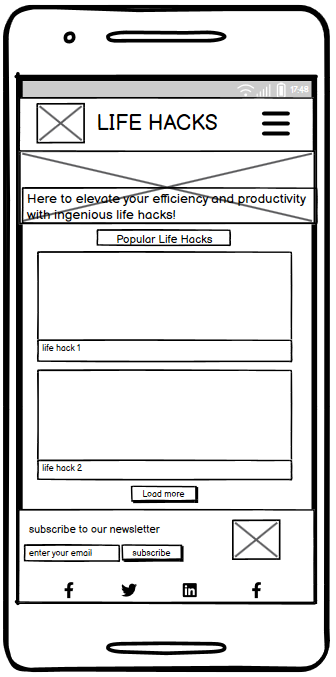 17:48
LIFE HACKS
Here to elevate your efficiency and productivity
with ingenious life hacks!
Popular Life Hacks
life hack 1
life hack 2
Load more
subscribe to our newsletter
enter your email
subscribe